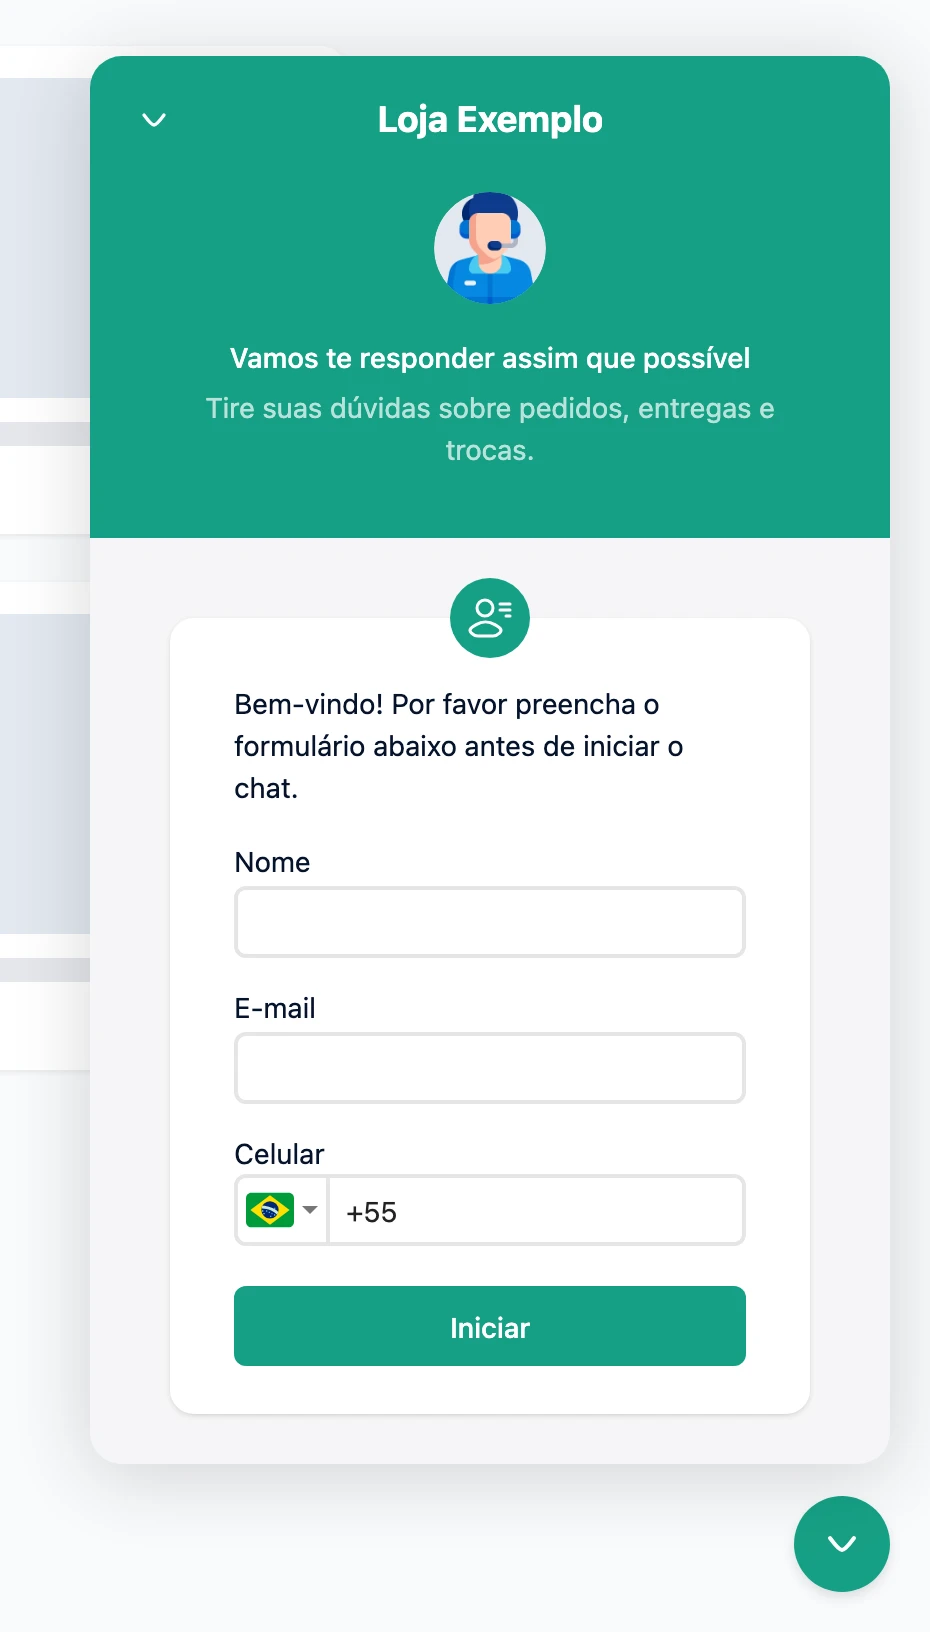 Loja Exemplo
Vamos te responder assim que possível
Tire suas dúvidas sobre pedidos, entregas e
trocas.
Bem-vindo! Por favor preencha o
formulário abaixo antes de iniciar o
chat.
Nome
E-mail
Celular
+55
Iniciar